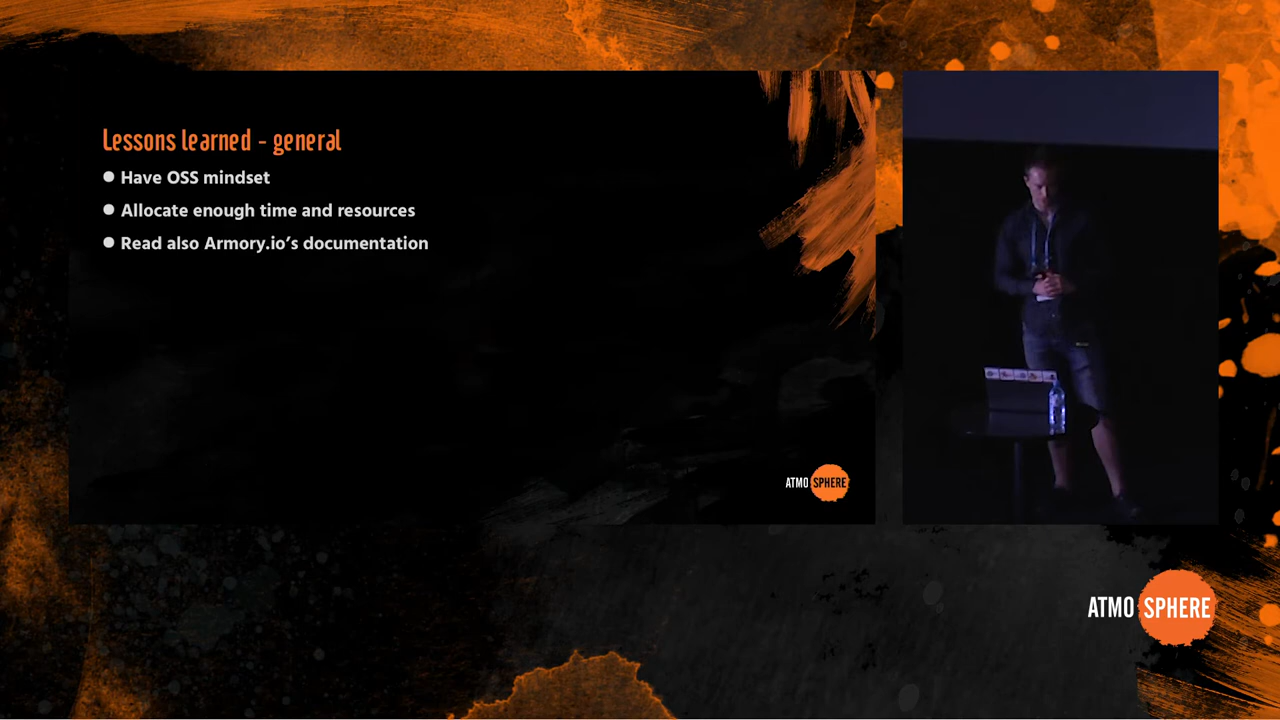 Lessons learned - general
● Have OSS mindset
● Allocate enough time and resources
● Read also Armory.io’s documentation
ATMO SPHERE
ATMO SPHERE